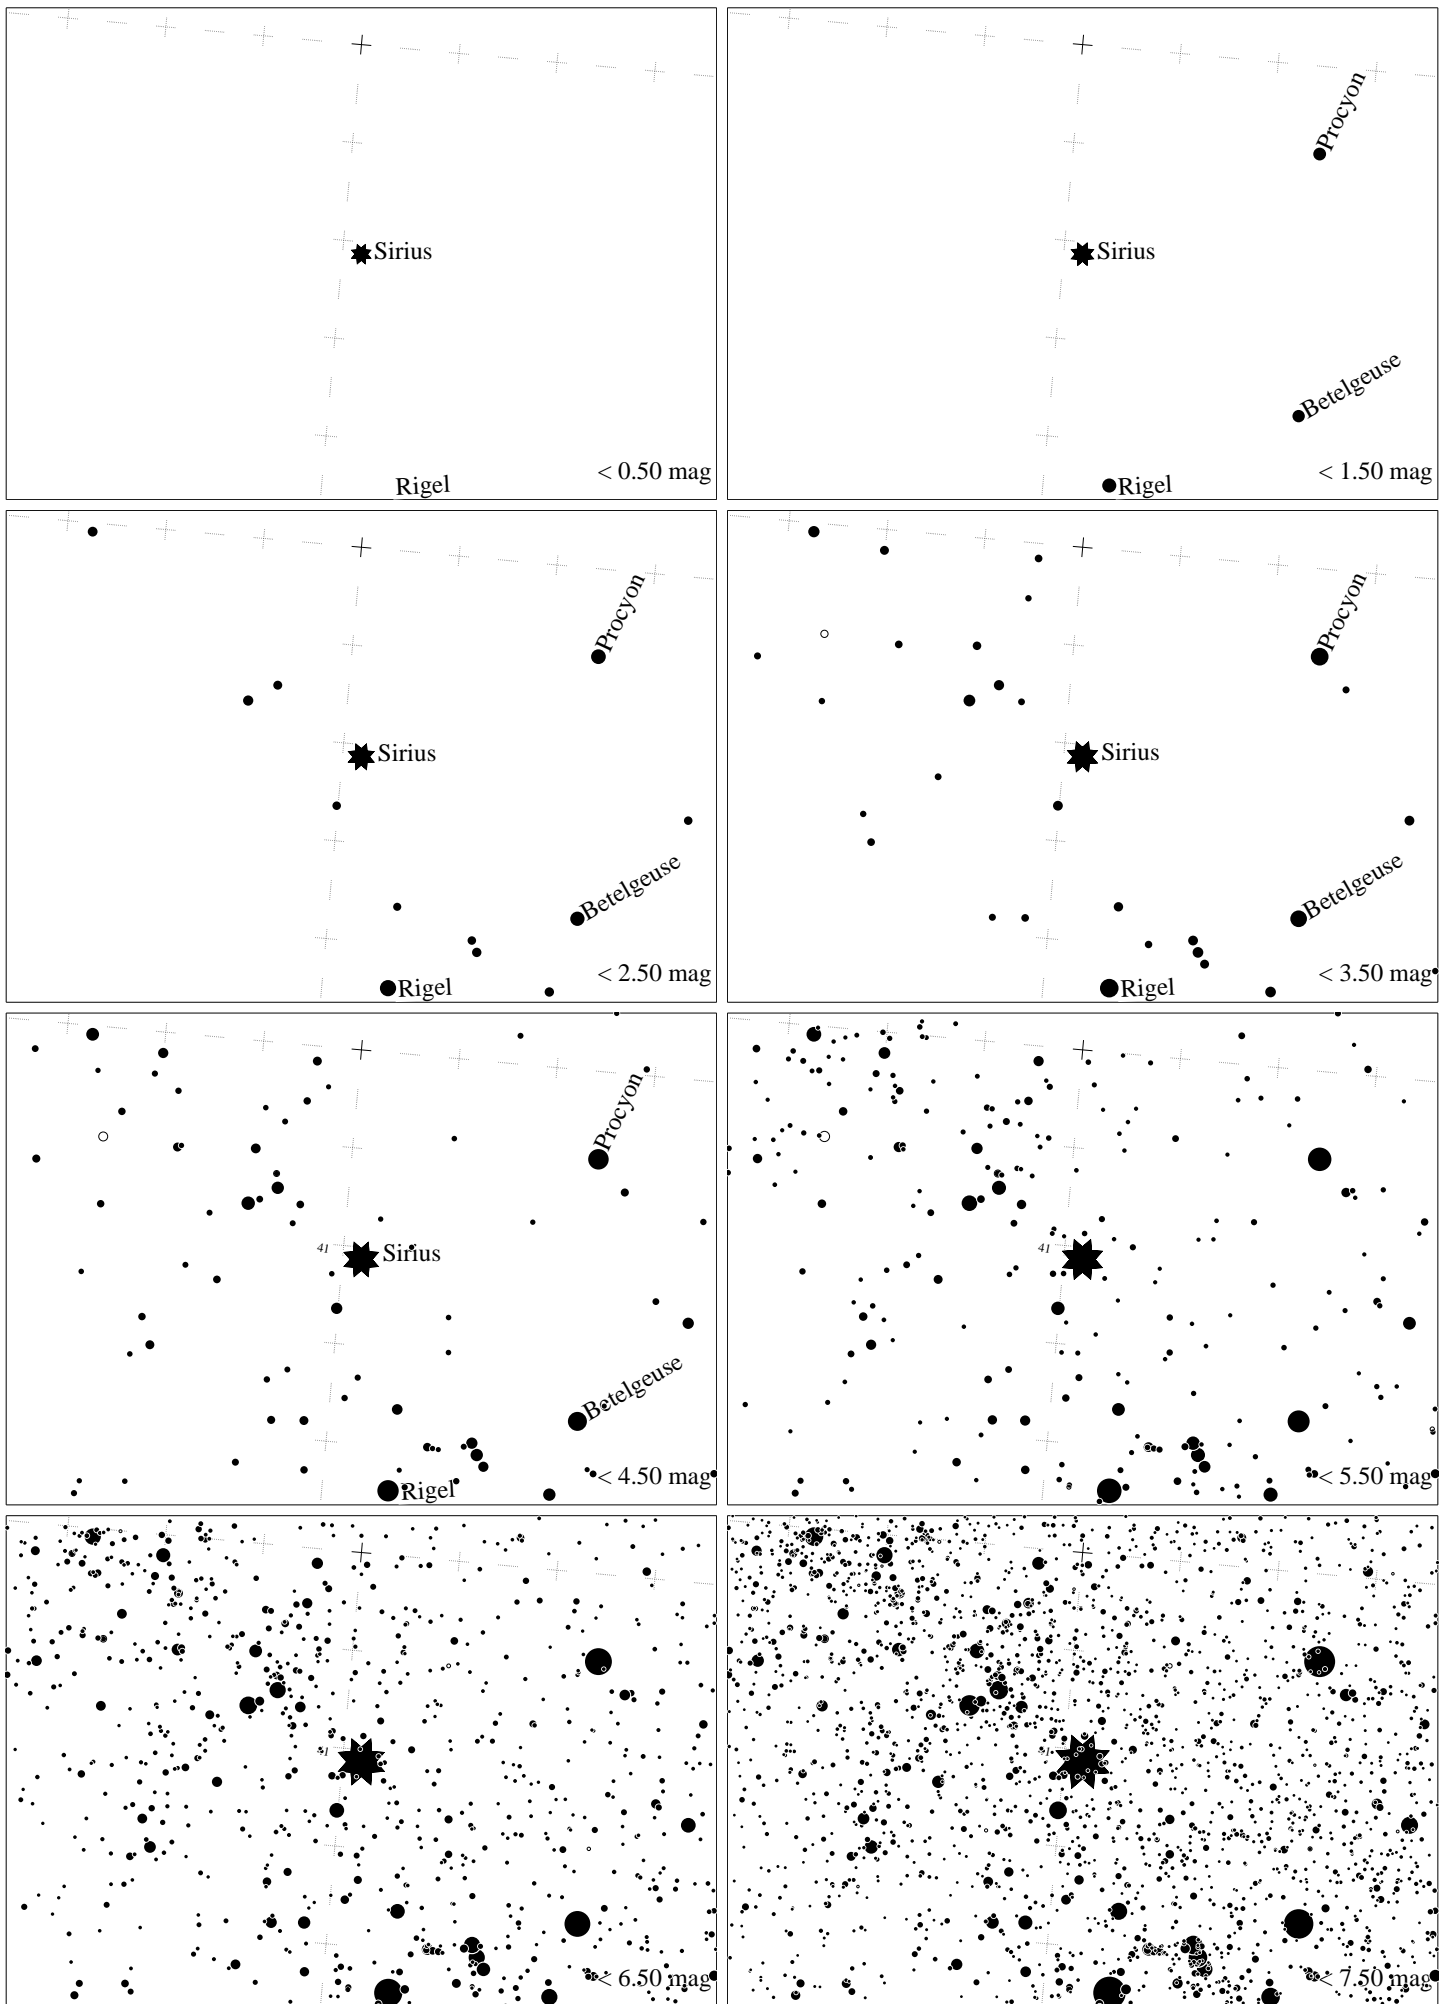 Sirius
Rigel
< 0.50 mag
Procyon
Sirius
Betelgeuse
Rigel
< 1.50 mag
Procyon
Sirius
Betelgeuse
Rigel
< 2.50 mag
Procyon
Sirius
Betelgeuse
Rigel
< 3.50 mag
Procyon
41
Sirius
Betelgeuse
Rigel
< 4.50 mag
41
< 5.50 mag
41
< 6.50 mag
41
< 7.50 mag